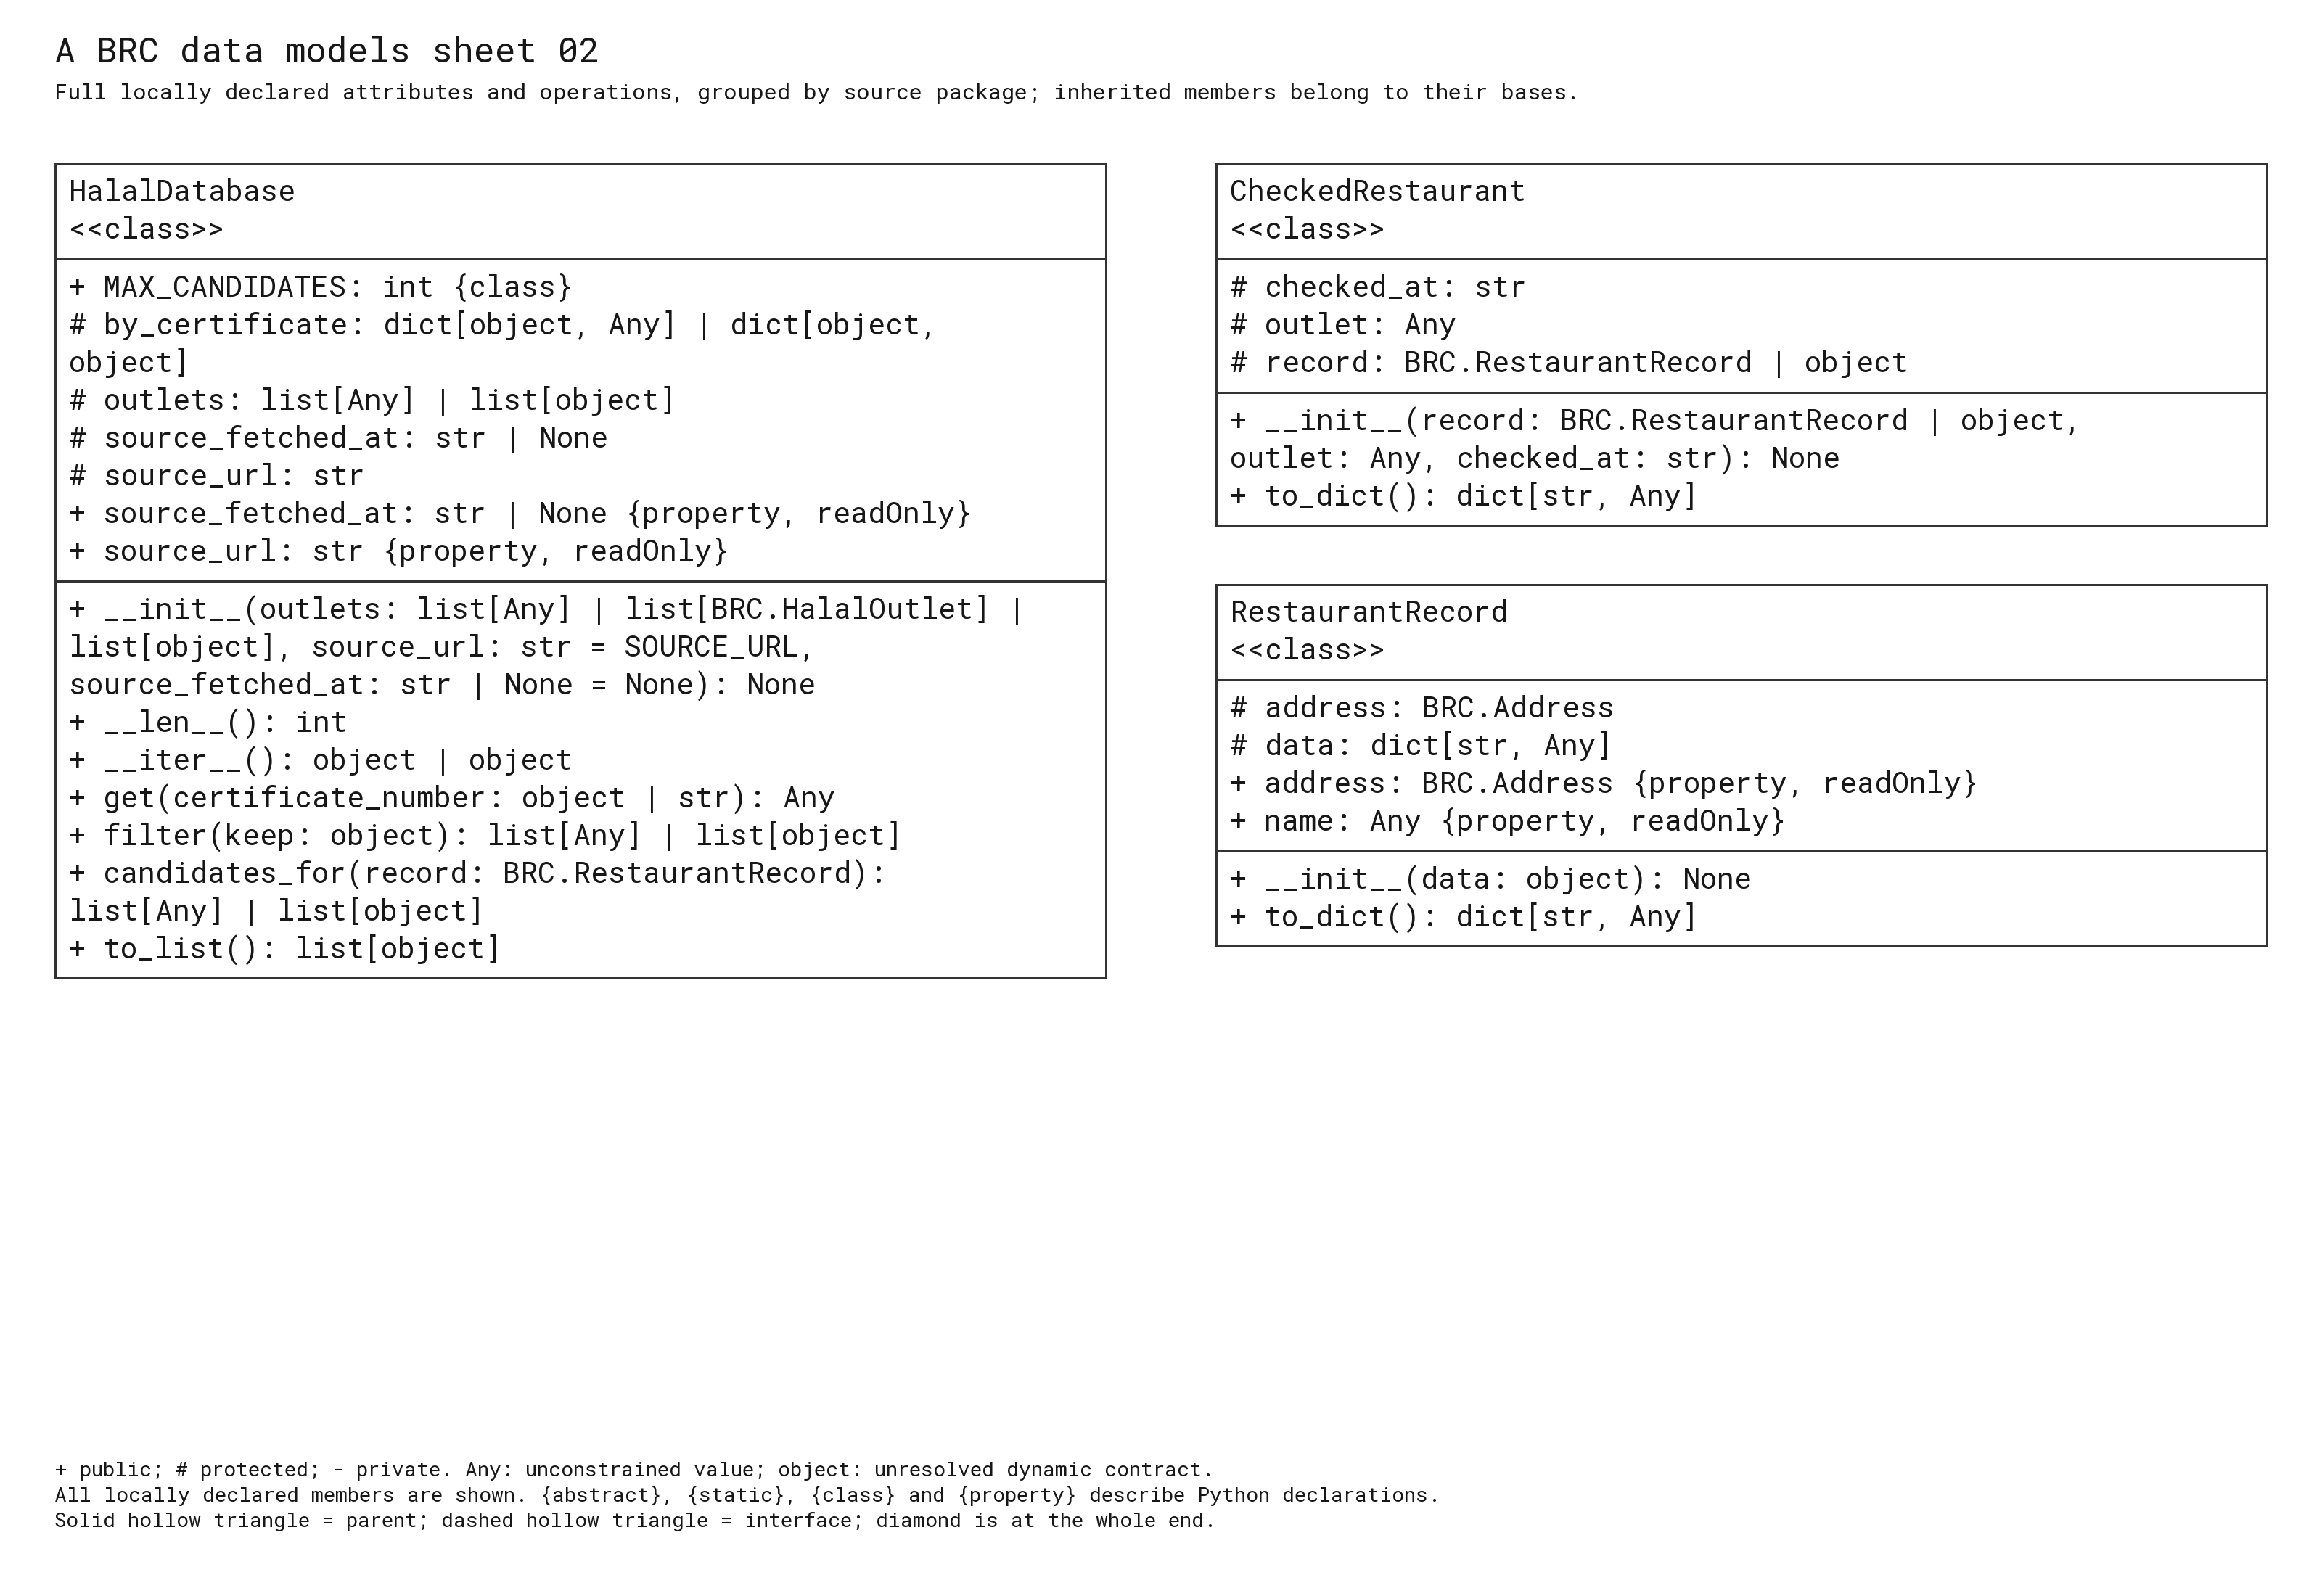 A BRC data models sheet 02
Full locally declared attributes and operations, grouped by source package; inherited members belong to their bases.
HalalDatabase
<<class>>
+ MAX_CANDIDATES: int {class}
# by_certificate: dict[object, Any] | dict[object,
object]
# outlets: list[Any] | list[object]
# source_fetched_at: str | None
# source_url: str
+ source_fetched_at: str | None {property, readOnly}
+ source_url: str {property, readOnly}
+ __init__(outlets: list[Any] | list[BRC.HalalOutlet] |
list[object], source_url: str = SOURCE_URL,
source_fetched_at: str | None = None): None
+ __len__(): int
+ __iter__(): object | object
+ get(certificate_number: object | str): Any
+ filter(keep: object): list[Any] | list[object]
+ candidates_for(record: BRC.RestaurantRecord):
list[Any] | list[object]
+ to_list(): list[object]
CheckedRestaurant
<<class>>
# checked_at: str
# outlet: Any
# record: BRC.RestaurantRecord | object
+ __init__(record: BRC.RestaurantRecord | object,
outlet: Any, checked_at: str): None
+ to_dict(): dict[str, Any]
RestaurantRecord
<<class>>
# address: BRC.Address
# data: dict[str, Any]
+ address: BRC.Address {property, readOnly}
+ name: Any {property, readOnly}
+ __init__(data: object): None
+ to_dict(): dict[str, Any]
+ public; # protected; - private. Any: unconstrained value; object: unresolved dynamic contract.
All locally declared members are shown. {abstract}, {static}, {class} and {property} describe Python declarations.
Solid hollow triangle = parent; dashed hollow triangle = interface; diamond is at the whole end.